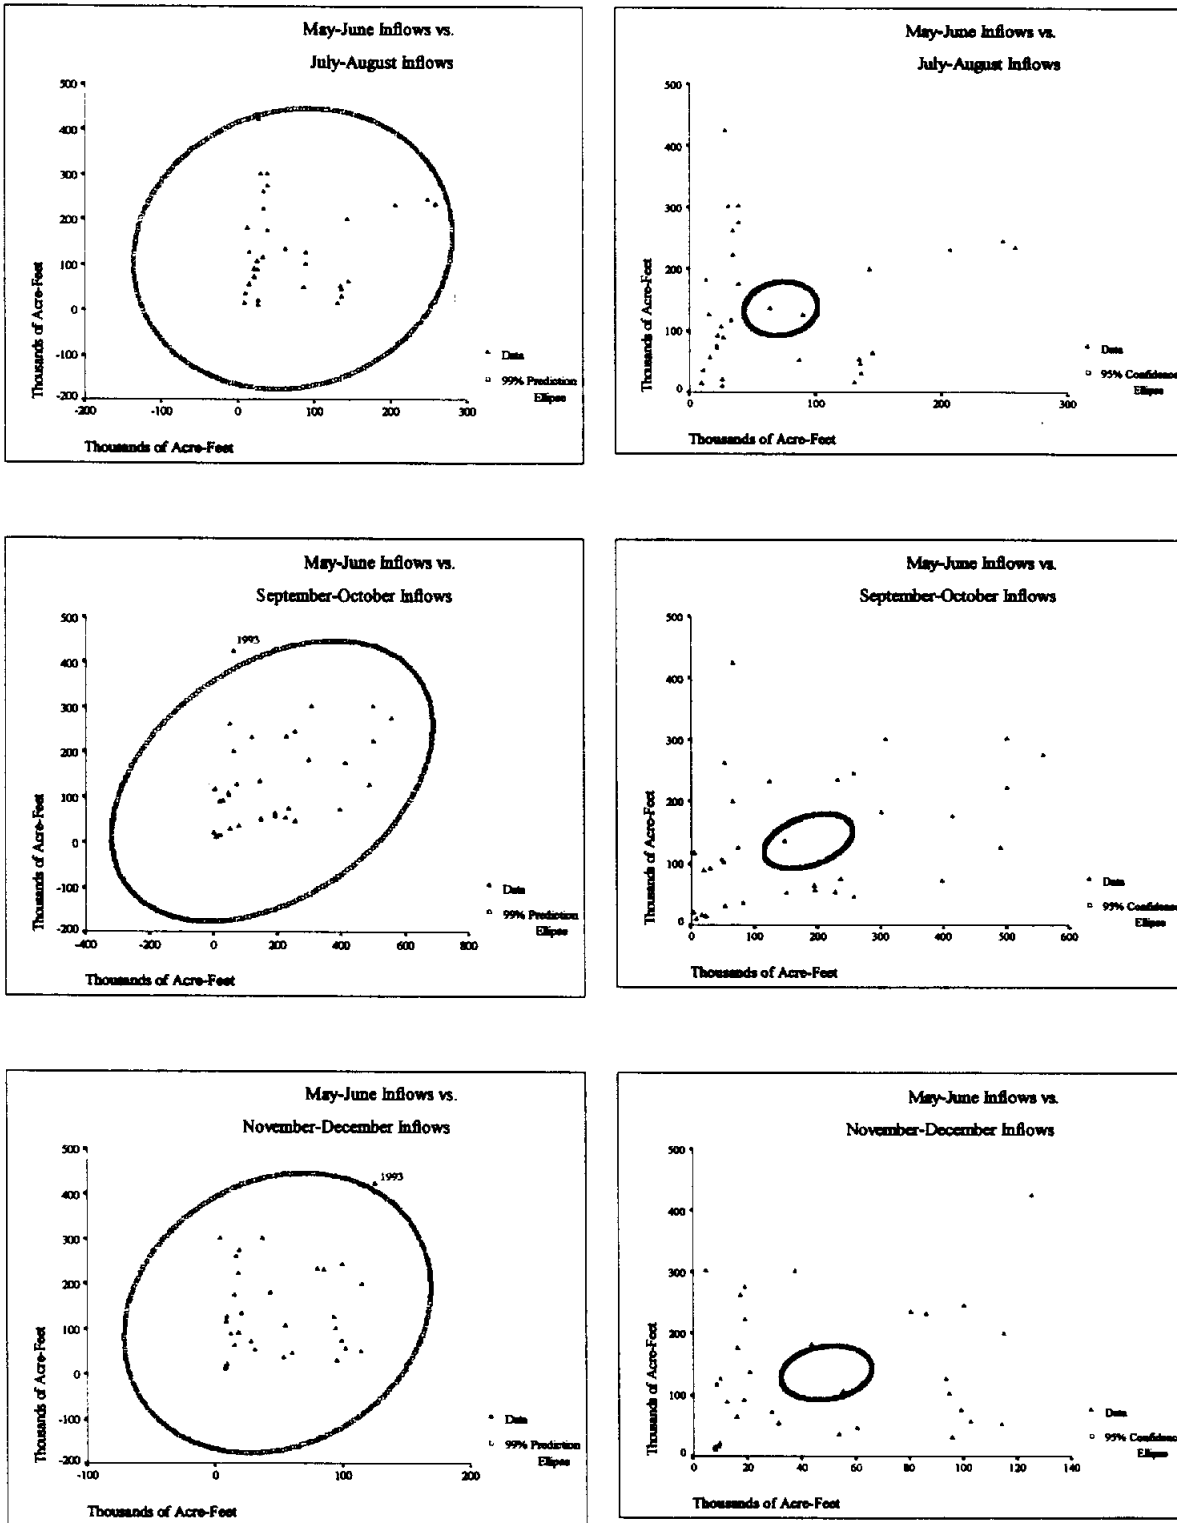 May-June Inflows vs.
July-August Inflows
500
400
300
200
100
0
-100
-200
-200
-100
0
100
200
300
Thousands of Acre-Feet
Thousands of Acre-Feet
Data
99% Prediction
Ellipse
May-June Inflows vs.
July-August Inflows
500
400
300
200
100
0
0
100
200
300
Thousands of Acre-Feet
Thousands of Acre-Feet
Data
95% Confidence
Ellipse
May-June Inflows vs.
September-October Inflows
500
400
300
200
100
0
-100
-200
-400
-200
0
200
400
600
800
1993
Thousands of Acre-Feet
Thousands of Acre-Feet
Data
99% Prediction
Ellipse
May-June Inflows vs.
September-October Inflows
500
400
300
200
100
0
0
100
200
300
400
500
600
Thousands of Acre-Feet
Thousands of Acre-Feet
Data
95% Confidence
Ellipse
May-June Inflows vs.
November-December Inflows
500
400
300
200
100
0
-100
-200
-100
0
100
200
1993
Thousands of Acre-Feet
Thousands of Acre-Feet
Data
99% Prediction
Ellipse
May-June Inflows vs.
November-December Inflows
500
400
300
200
100
0
0
20
40
60
80
100
120
140
Thousands of Acre-Feet
Thousands of Acre-Feet
Data
95% Confidence
Ellipse